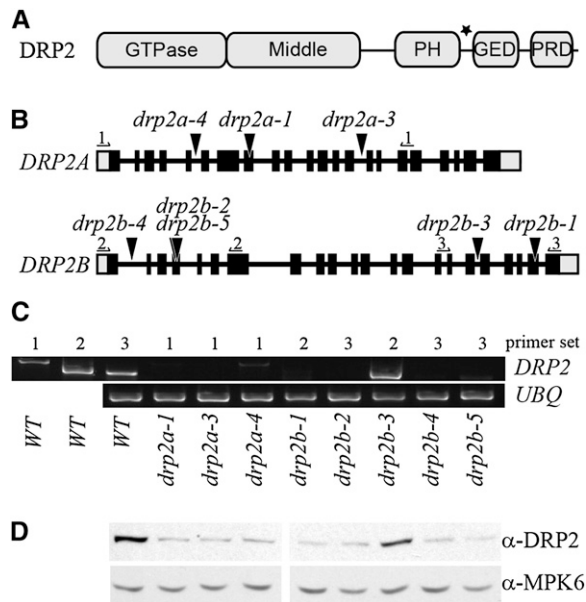 A
DRP2 GTPase Middle PH GED PRD
B
drp2a-4 drp2a-1 drp2a-3
1 1
DRP2A
drp2b-2
drp2b-4 drp2b-5 drp2b-3 drp2b-1
2 2 3 3
DRP2B
C
1 2 3 1 1 1 2 3 2 3 3 primer set
DRP2
UBQ
WT WT WT drp2a-1 drp2a-3 drp2a-4 drp2b-1 drp2b-2 drp2b-3 drp2b-4 drp2b-5
D
α-DRP2
α-MPK6